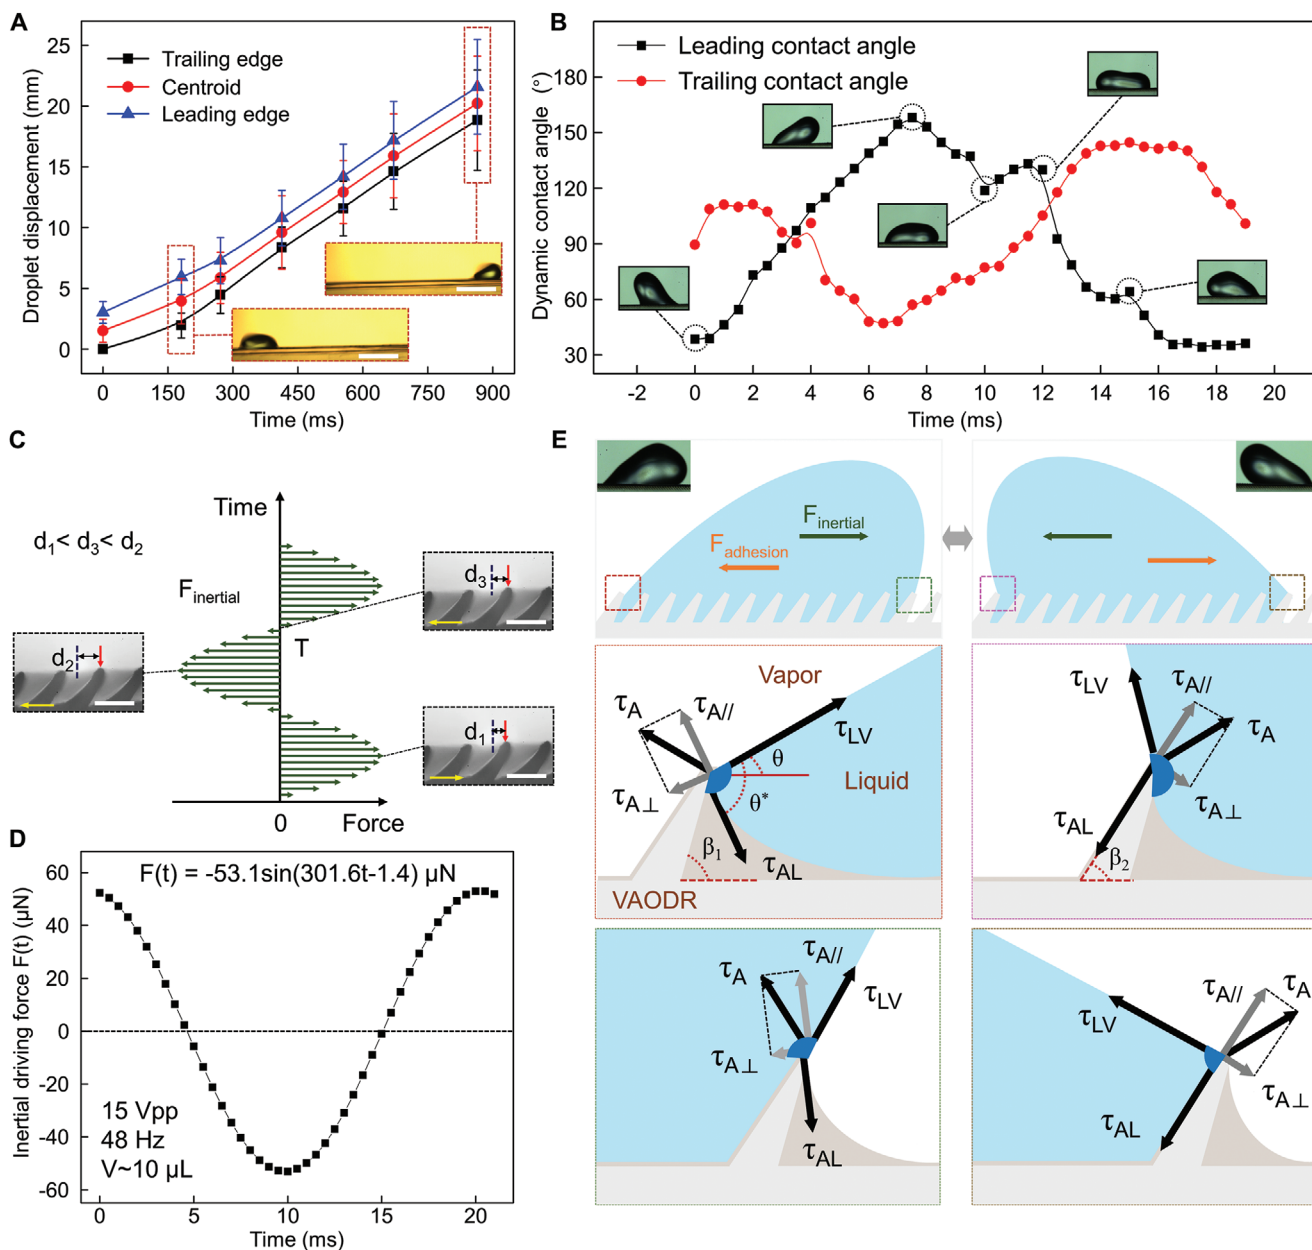 A
Droplet displacement (mm)
25
20
15
10
5
0
Trailing edge
Centroid
Leading edge
0 150 300 450 600 750 900
Time (ms)
B
Dynamic contact angle (°)
180
150
120
90
60
30
Leading contact angle
Trailing contact angle
-2 0 2 4 6 8 10 12 14 16 18 20
Time (ms)
C
Time
d1< d3< d2
Finertial
d3
d2
T
d1
0
Force
D
Inertial driving force F(t) (μN)
60
40
20
0
-20
-40
-60
F(t) = -53.1sin(301.6t-1.4) μN
15 Vpp
48 Hz
V~10 μL
0 5 10 15 20
Time (ms)
E
Finertial
Fadhesion
Vapor
τA
τA//
τLV
θ
Liquid
τA⊥
θ*
β1
τAL
VAODR
τLV
τA//
τA
τA⊥
τAL
β2
τA
τA//
τLV
τA⊥
τAL
τLV
τA//
τA
τA⊥
τAL